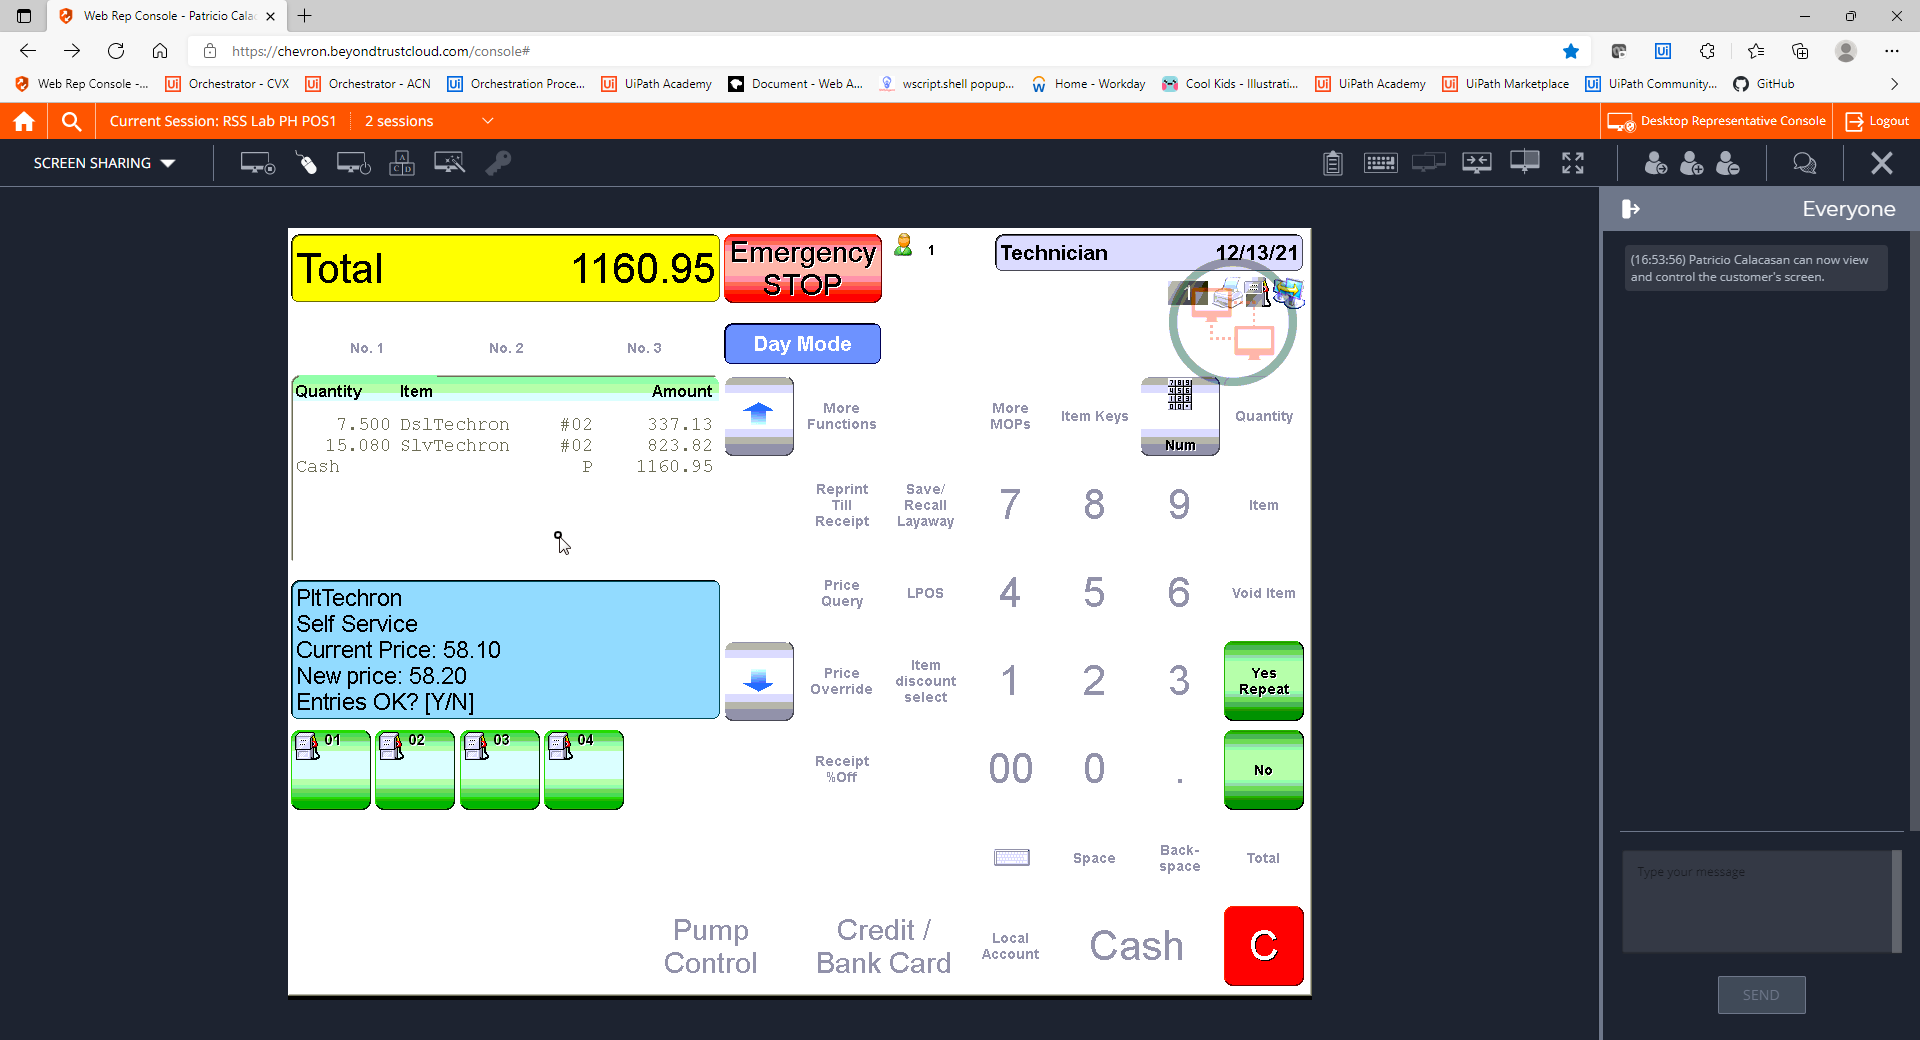 Web Rep Console - Patricio Cala
https://chevron.beyondtrustcloud.com/console#
Web Rep Console -... Orchestrator - CVX Orchestrator - ACN Orchestration Proce... UiPath Academy Document - Web A... wscript.shell popup... Home - Workday Cool Kids - Illustrati... UiPath Academy UiPath Marketplace UiPath Community... GitHub
Current Session: RSS Lab PH POS1 2 sessions Desktop Representative Console Logout
SCREEN SHARING
Everyone
(16:53:56) Patricio Calacasan can now view
and control the customer's screen.
Total 1160.95
Emergency
STOP
1
Technician 12/13/21
1
No. 1 No. 2 No. 3
Day Mode
Quantity Item Amount
7.500 DslTechron #02 337.13
15.080 SlvTechron #02 823.82
Cash P 1160.95
More
Functions
More
MOPs
Item Keys
Num
Quantity
Reprint
Till
Receipt
Save/
Recall
Layaway
7 8 9
Item
Price
Query
LPOS
4 5 6
Void Item
PltTechron
Self Service
Current Price: 58.10
New price: 58.20
Entries OK? [Y/N]
Price
Override
Item
discount
select
1 2 3
Yes
Repeat
01 02 03 04
Receipt
%Off
00 0 .
No
Space
Back-
space
Total
Pump
Control
Credit /
Bank Card
Local
Account
Cash
C
Type your message
SEND